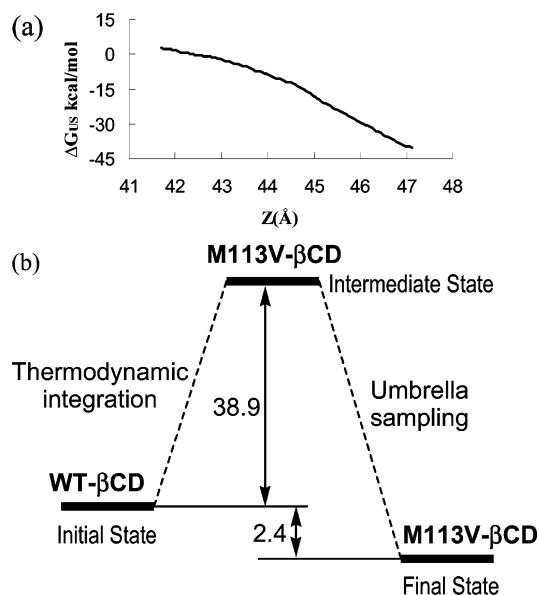 (a)
15
0
-15
-30
-45
ΔGUS kcal/mol
41 42 43 44 45 46 47 48
Z(Å)
(b)
M113V-βCD
Intermediate State
Thermodynamic
integration
38.9
Umbrella
sampling
WT-βCD
Initial State
2.4
M113V-βCD
Final State